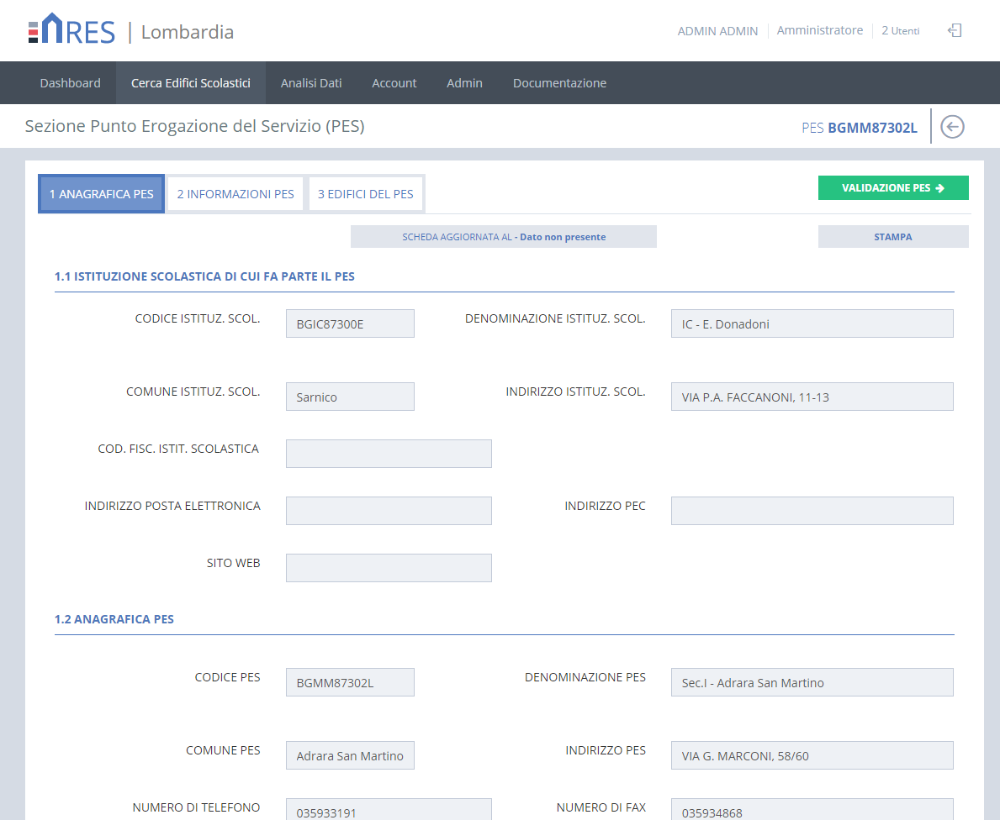 ARES | Lombardia
ADMIN ADMIN Amministratore 2 Utenti
Dashboard Cerca Edifici Scolastici Analisi Dati Account Admin Documentazione
Sezione Punto Erogazione del Servizio (PES)
PES BGMM87302L
1 ANAGRAFICA PES 2 INFORMAZIONI PES 3 EDIFICI DEL PES
VALIDAZIONE PES
SCHEDA AGGIORNATA AL - Dato non presente
STAMPA
1.1 ISTITUZIONE SCOLASTICA DI CUI FA PARTE IL PES
CODICE ISTITUZ. SCOL. BGIC87300E DENOMINAZIONE ISTITUZ. SCOL. IC - E. Donadoni
COMUNE ISTITUZ. SCOL. Sarnico INDIRIZZO ISTITUZ. SCOL. VIA P.A. FACCANONI, 11-13
COD. FISC. ISTIT. SCOLASTICA
INDIRIZZO POSTA ELETTRONICA INDIRIZZO PEC
SITO WEB
1.2 ANAGRAFICA PES
CODICE PES BGMM87302L DENOMINAZIONE PES Sec.I - Adrara San Martino
COMUNE PES Adrara San Martino INDIRIZZO PES VIA G. MARCONI, 58/60
NUMERO DI TELEFONO 035933191 NUMERO DI FAX 035934868